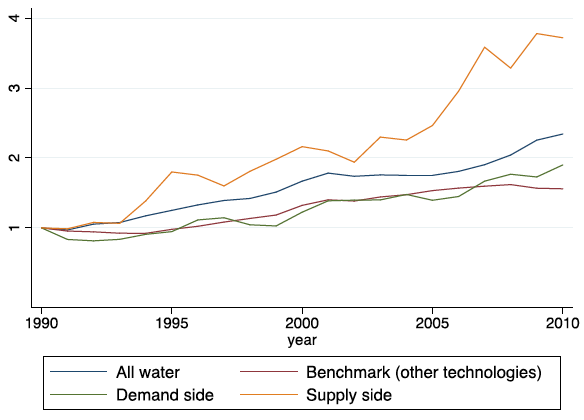 4
3
2
1
1990 1995 2000 2005 2010
year
All water Benchmark (other technologies)
Demand side Supply side